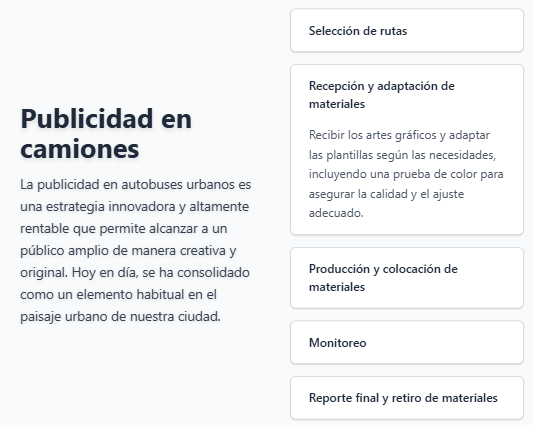 Publicidad en
camiones
La publicidad en autobuses urbanos es
una estrategia innovadora y altamente
rentable que permite alcanzar a un
público amplio de manera creativa y
original. Hoy en día, se ha consolidado
como un elemento habitual en el
paisaje urbano de nuestra ciudad.
Selección de rutas
Recepción y adaptación de
materiales
Recibir los artes gráficos y adaptar
las plantillas según las necesidades,
incluyendo una prueba de color para
asegurar la calidad y el ajuste
adecuado.
Producción y colocación de
materiales
Monitoreo
Reporte final y retiro de materiales